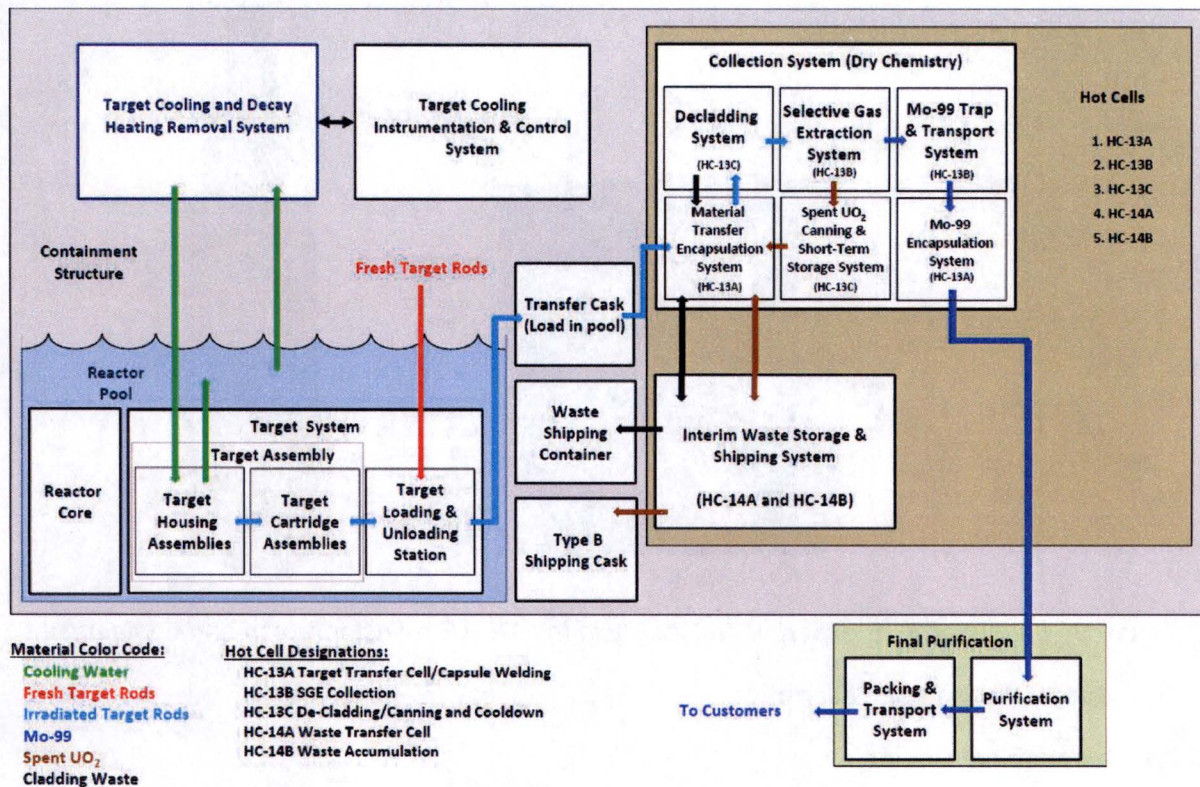 Target Cooling and Decay
Heating Removal System
Target Cooling
Instrumentation & Control
System
Collection System (Dry Chemistry)
Decladding
System
(HC-13C)
Selective Gas
Extraction
System
(HC-13B)
Mo-99 Trap
& Transport
System
(HC-13B)
Material
Transfer
Encapsulation
System
(HC-13A)
Spent UO₂
Canning &
Short-Term
Storage System
(HC-13C)
Mo-99
Encapsulation
System
(HC-13A)
Hot Cells
1. HC-13A
2. HC-13B
3. HC-13C
4. HC-14A
5. HC-14B
Containment
Structure
Fresh Target Rods
Transfer Cask
(Load in pool)
Reactor
Pool
Target System
Target Assembly
Reactor
Core
Target
Housing
Assemblies
Target
Cartridge
Assemblies
Target
Loading &
Unloading
Station
Waste
Shipping
Container
Type B
Shipping Cask
Interim Waste Storage &
Shipping System
(HC-14A and HC-14B)
Material Color Code:
Cooling Water
Fresh Target Rods
Irradiated Target Rods
Mo-99
Spent UO₂
Cladding Waste
Hot Cell Designations:
HC-13A Target Transfer Cell/Capsule Welding
HC-13B SGE Collection
HC-13C De-Cladding/Canning and Cooldown
HC-14A Waste Transfer Cell
HC-14B Waste Accumulation
Final Purification
To Customers
Packing &
Transport
System
Purification
System